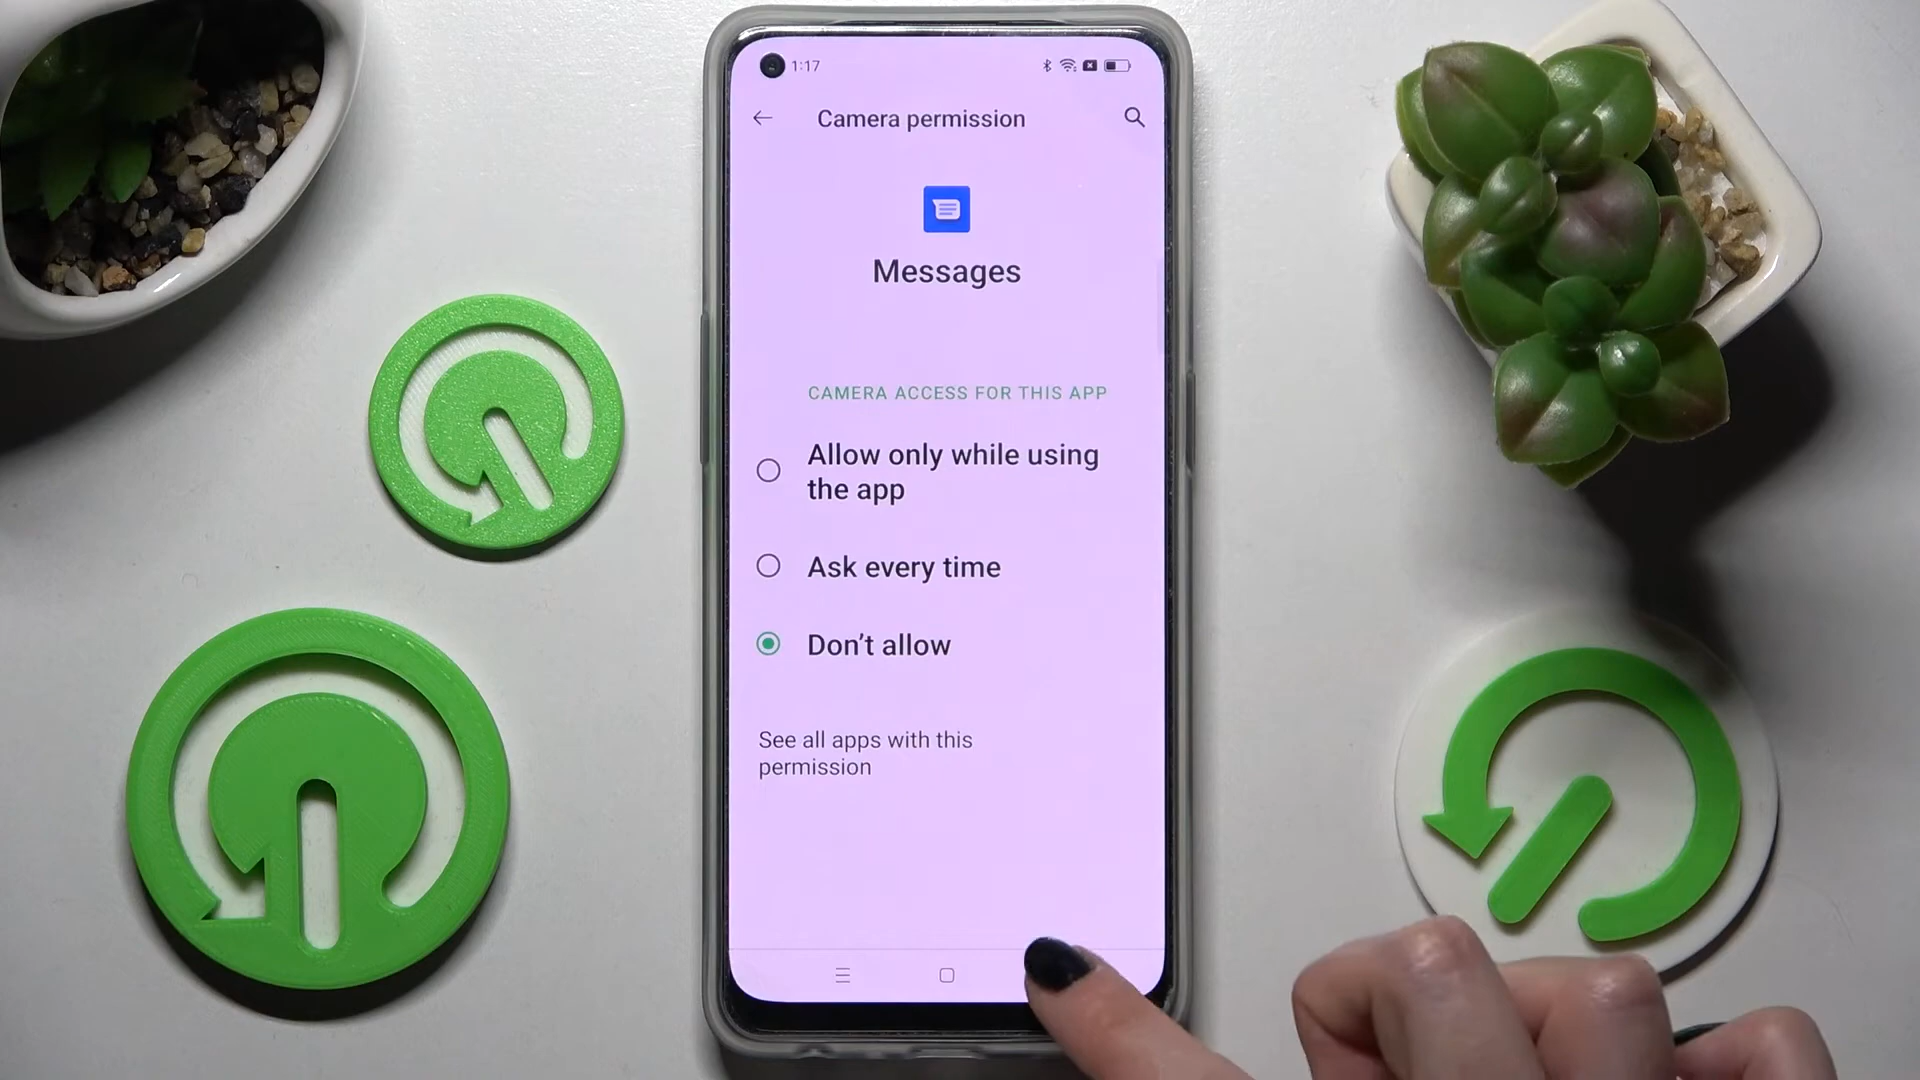 1:17
Camera permission
Messages
CAMERA ACCESS FOR THIS APP
Allow only while using
the app
Ask every time
Don't allow
See all apps with this
permission